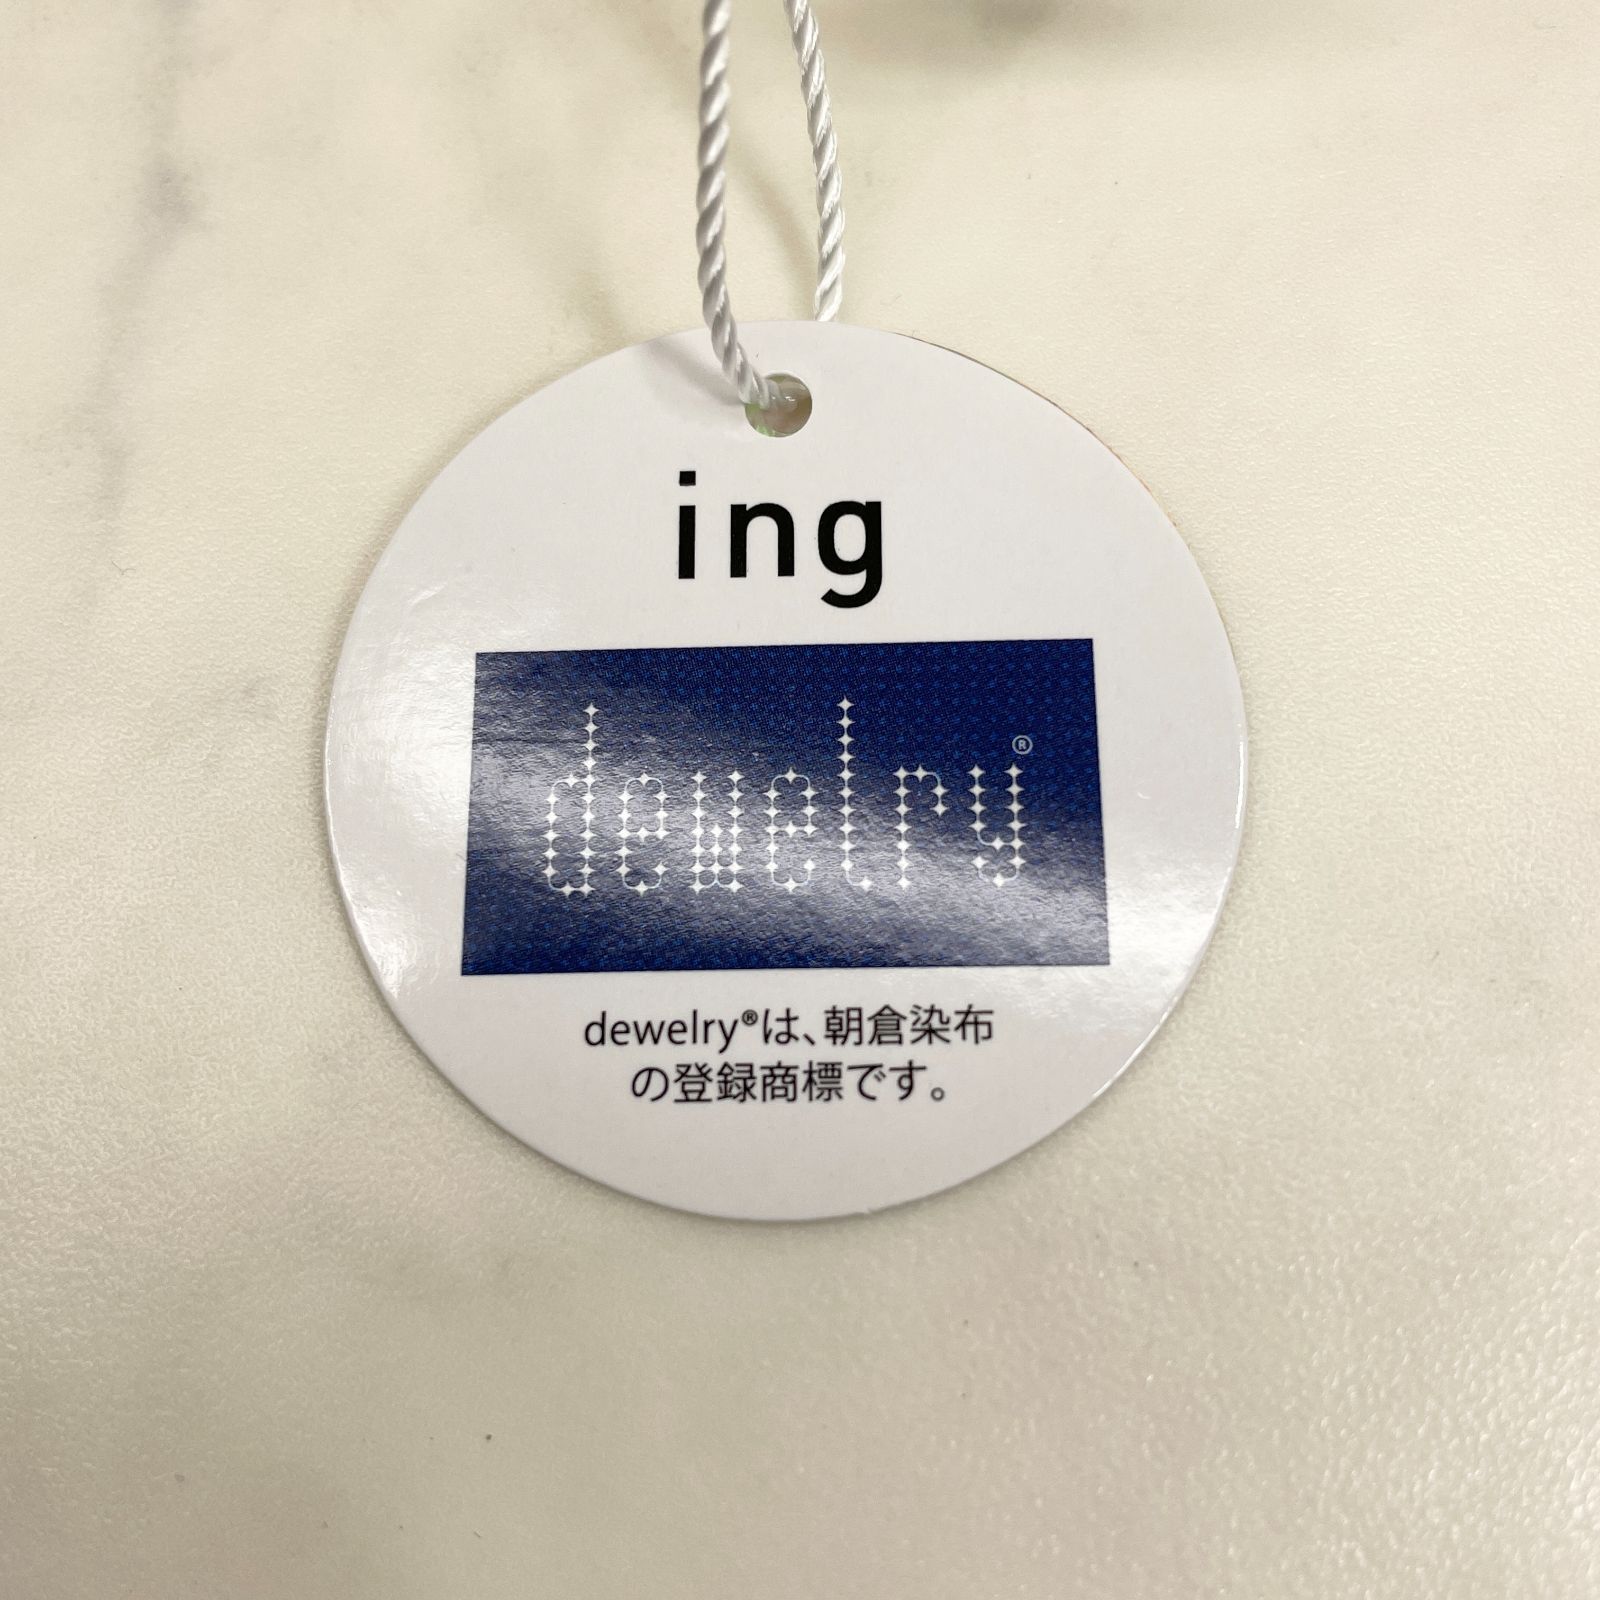 ing
dewelry®
dewelry®は、朝倉染布
の登録商標です。